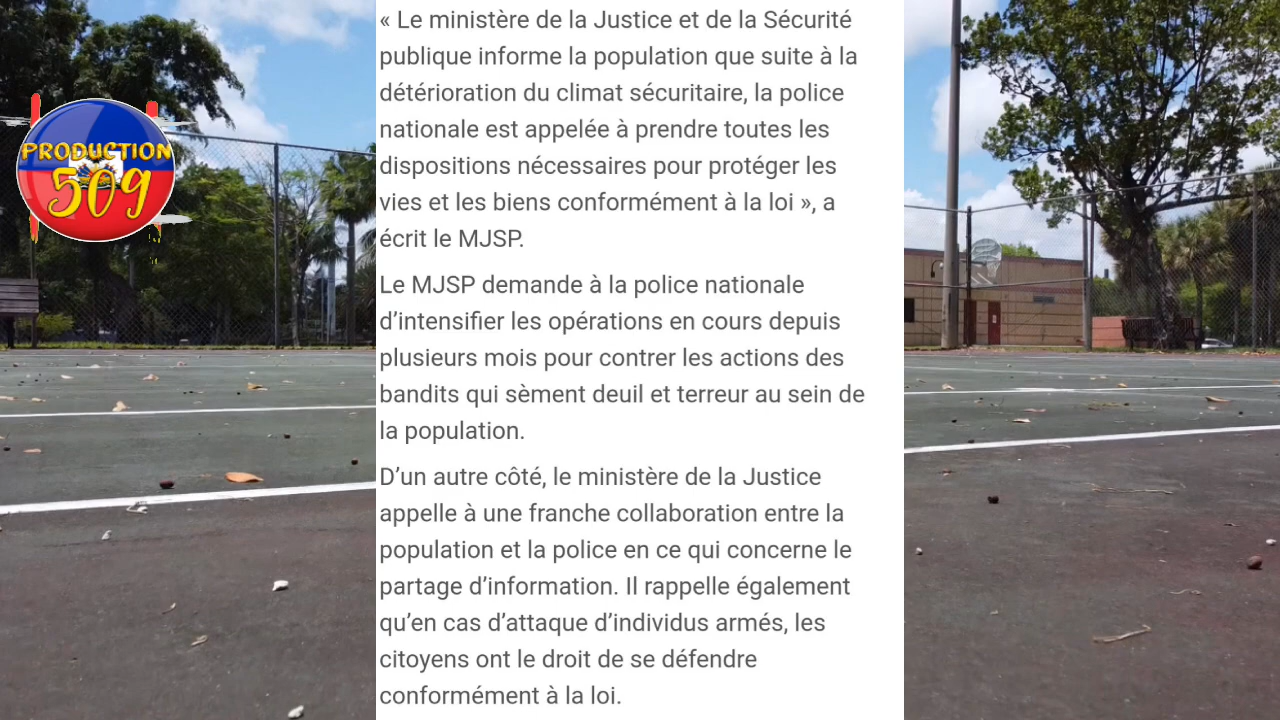 PRODUCTION
509
« Le ministère de la Justice et de la Sécurité
publique informe la population que suite à la
détérioration du climat sécuritaire, la police
nationale est appelée à prendre toutes les
dispositions nécessaires pour protéger les
vies et les biens conformément à la loi », a
écrit le MJSP.
Le MJSP demande à la police nationale
d’intensifier les opérations en cours depuis
plusieurs mois pour contrer les actions des
bandits qui sèment deuil et terreur au sein de
la population.
D’un autre côté, le ministère de la Justice
appelle à une franche collaboration entre la
population et la police en ce qui concerne le
partage d’information. Il rappelle également
qu’en cas d’attaque d’individus armés, les
citoyens ont le droit de se défendre
conformément à la loi.